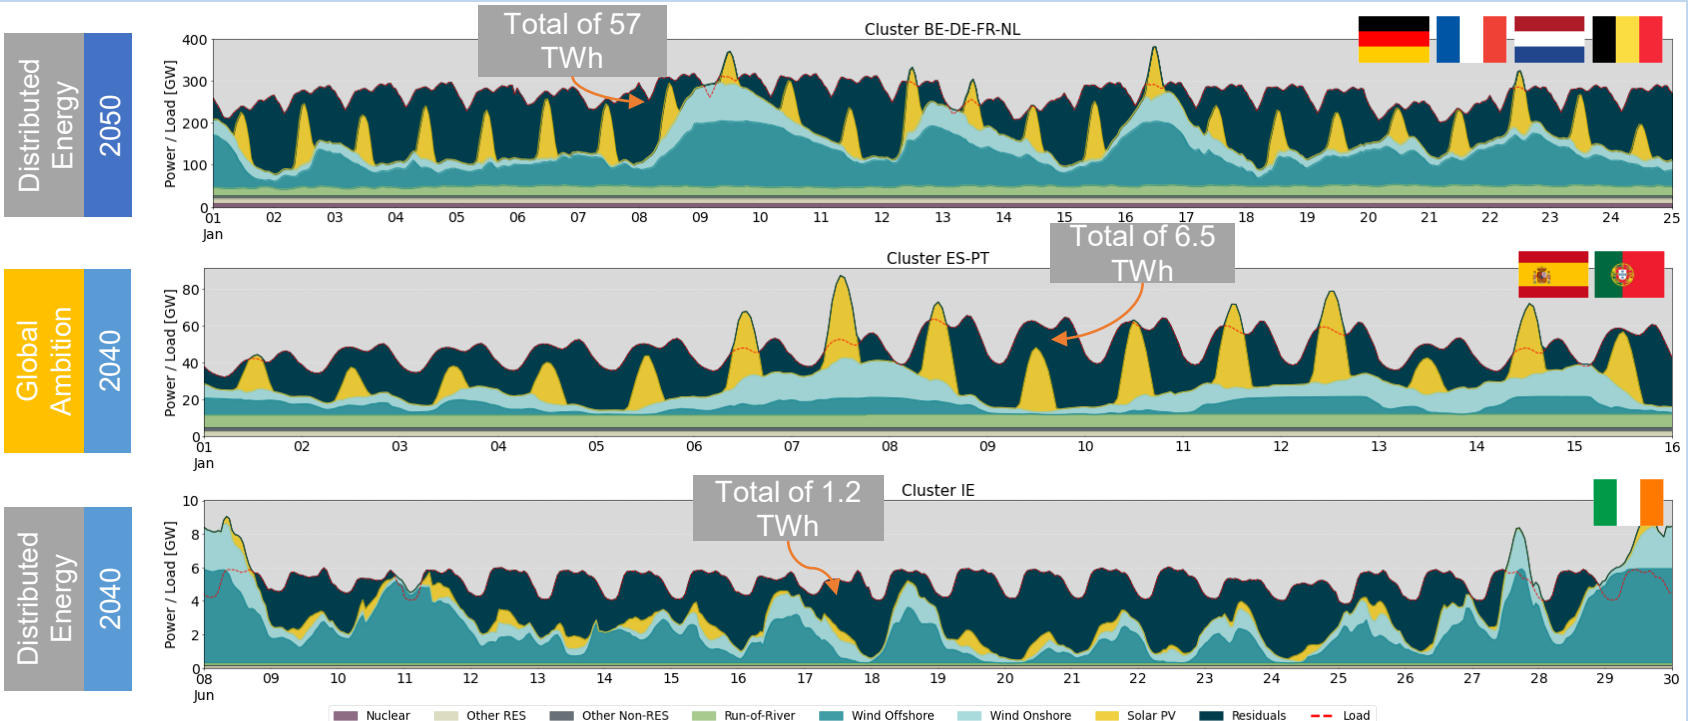 Distributed
Energy
2050
Total of 57
TWh
Cluster BE-DE-FR-NL
Power / Load [GW]
400
300
200
100
0
01 02 03 04 05 06 07 08 09 10 11 12 13 14 15 16 17 18 19 20 21 22 23 24 25
Jan
Global
Ambition
2040
Total of 6.5
TWh
Cluster ES-PT
Power / Load [GW]
80
60
40
20
0
01 02 03 04 05 06 07 08 09 10 11 12 13 14 15 16
Jan
Distributed
Energy
2040
Total of 1.2
TWh
Cluster IE
Power / Load [GW]
10
8
6
4
2
0
08 09 10 11 12 13 14 15 16 17 18 19 20 21 22 23 24 25 26 27 28 29 30
Jun
Nuclear Other RES Other Non-RES Run-of-River Wind Offshore Wind Onshore Solar PV Residuals Load